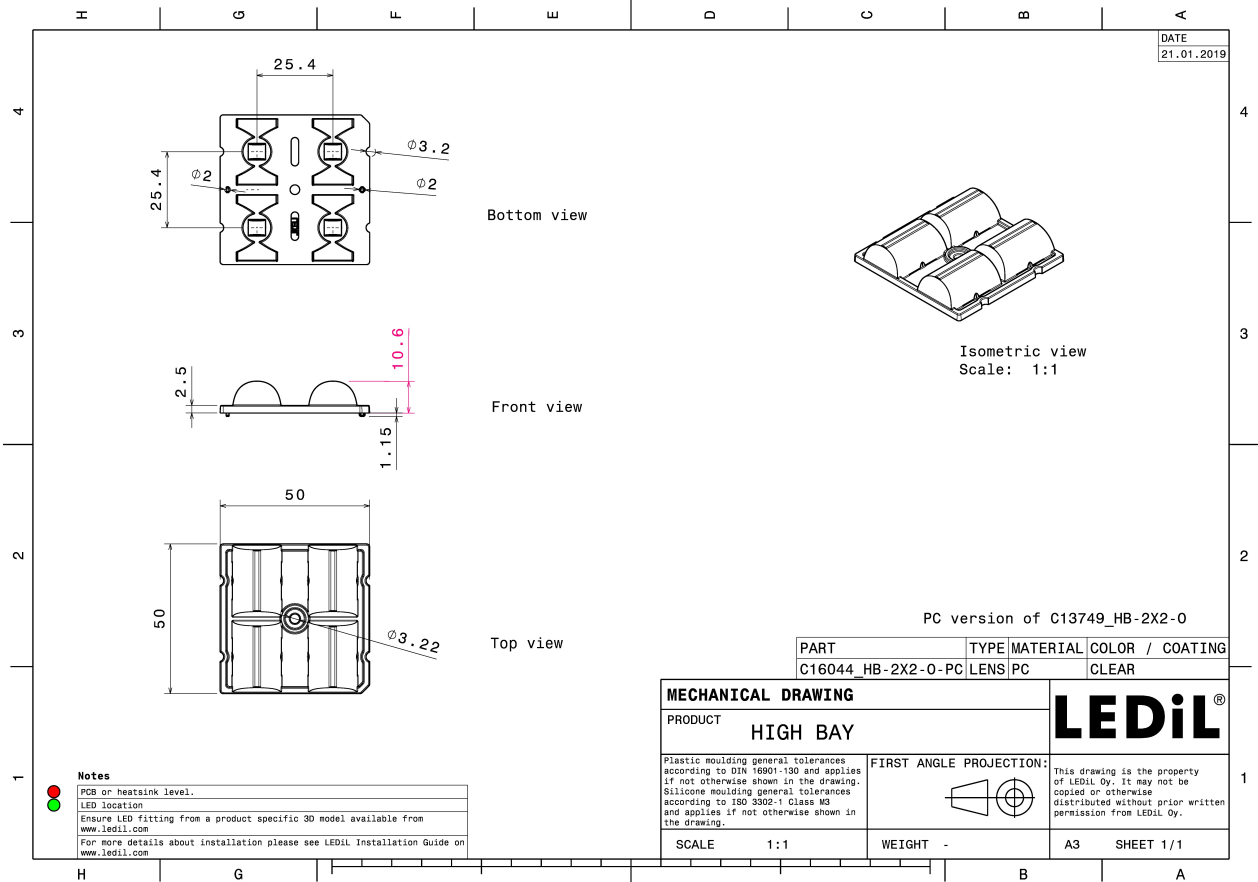 H G F E D C B A
DATE
21.01.2019
4
4
25.4
Ø3.2
25.4
Ø2
Ø2
Bottom view
3
3
10.6
2.5
1.15
Front view
Isometric view
Scale: 1:1
2
2
50
50
Ø3.22
Top view
PC version of C13749_HB-2X2-O
PART TYPE MATERIAL COLOR / COATING
C16044_HB-2X2-O-PC LENS PC CLEAR
MECHANICAL DRAWING
PRODUCT
HIGH BAY
LEDiL®
Plastic moulding general tolerances
according to DIN 16901-130 and applies
if not otherwise shown in the drawing.
Silicone moulding general tolerances
according to ISO 3302-1 Class M3
and applies if not otherwise shown in
the drawing.
FIRST ANGLE PROJECTION:
This drawing is the property
of LEDiL Oy. It may not be
copied or otherwise
distributed without prior written
permission from LEDiL Oy.
SCALE 1:1
WEIGHT -
A3 SHEET 1/1
1
1
Notes
PCB or heatsink level.
LED location
Ensure LED fitting from a product specific 3D model available from
www.ledil.com
For more details about installation please see LEDiL Installation Guide on
www.ledil.com
H G B A